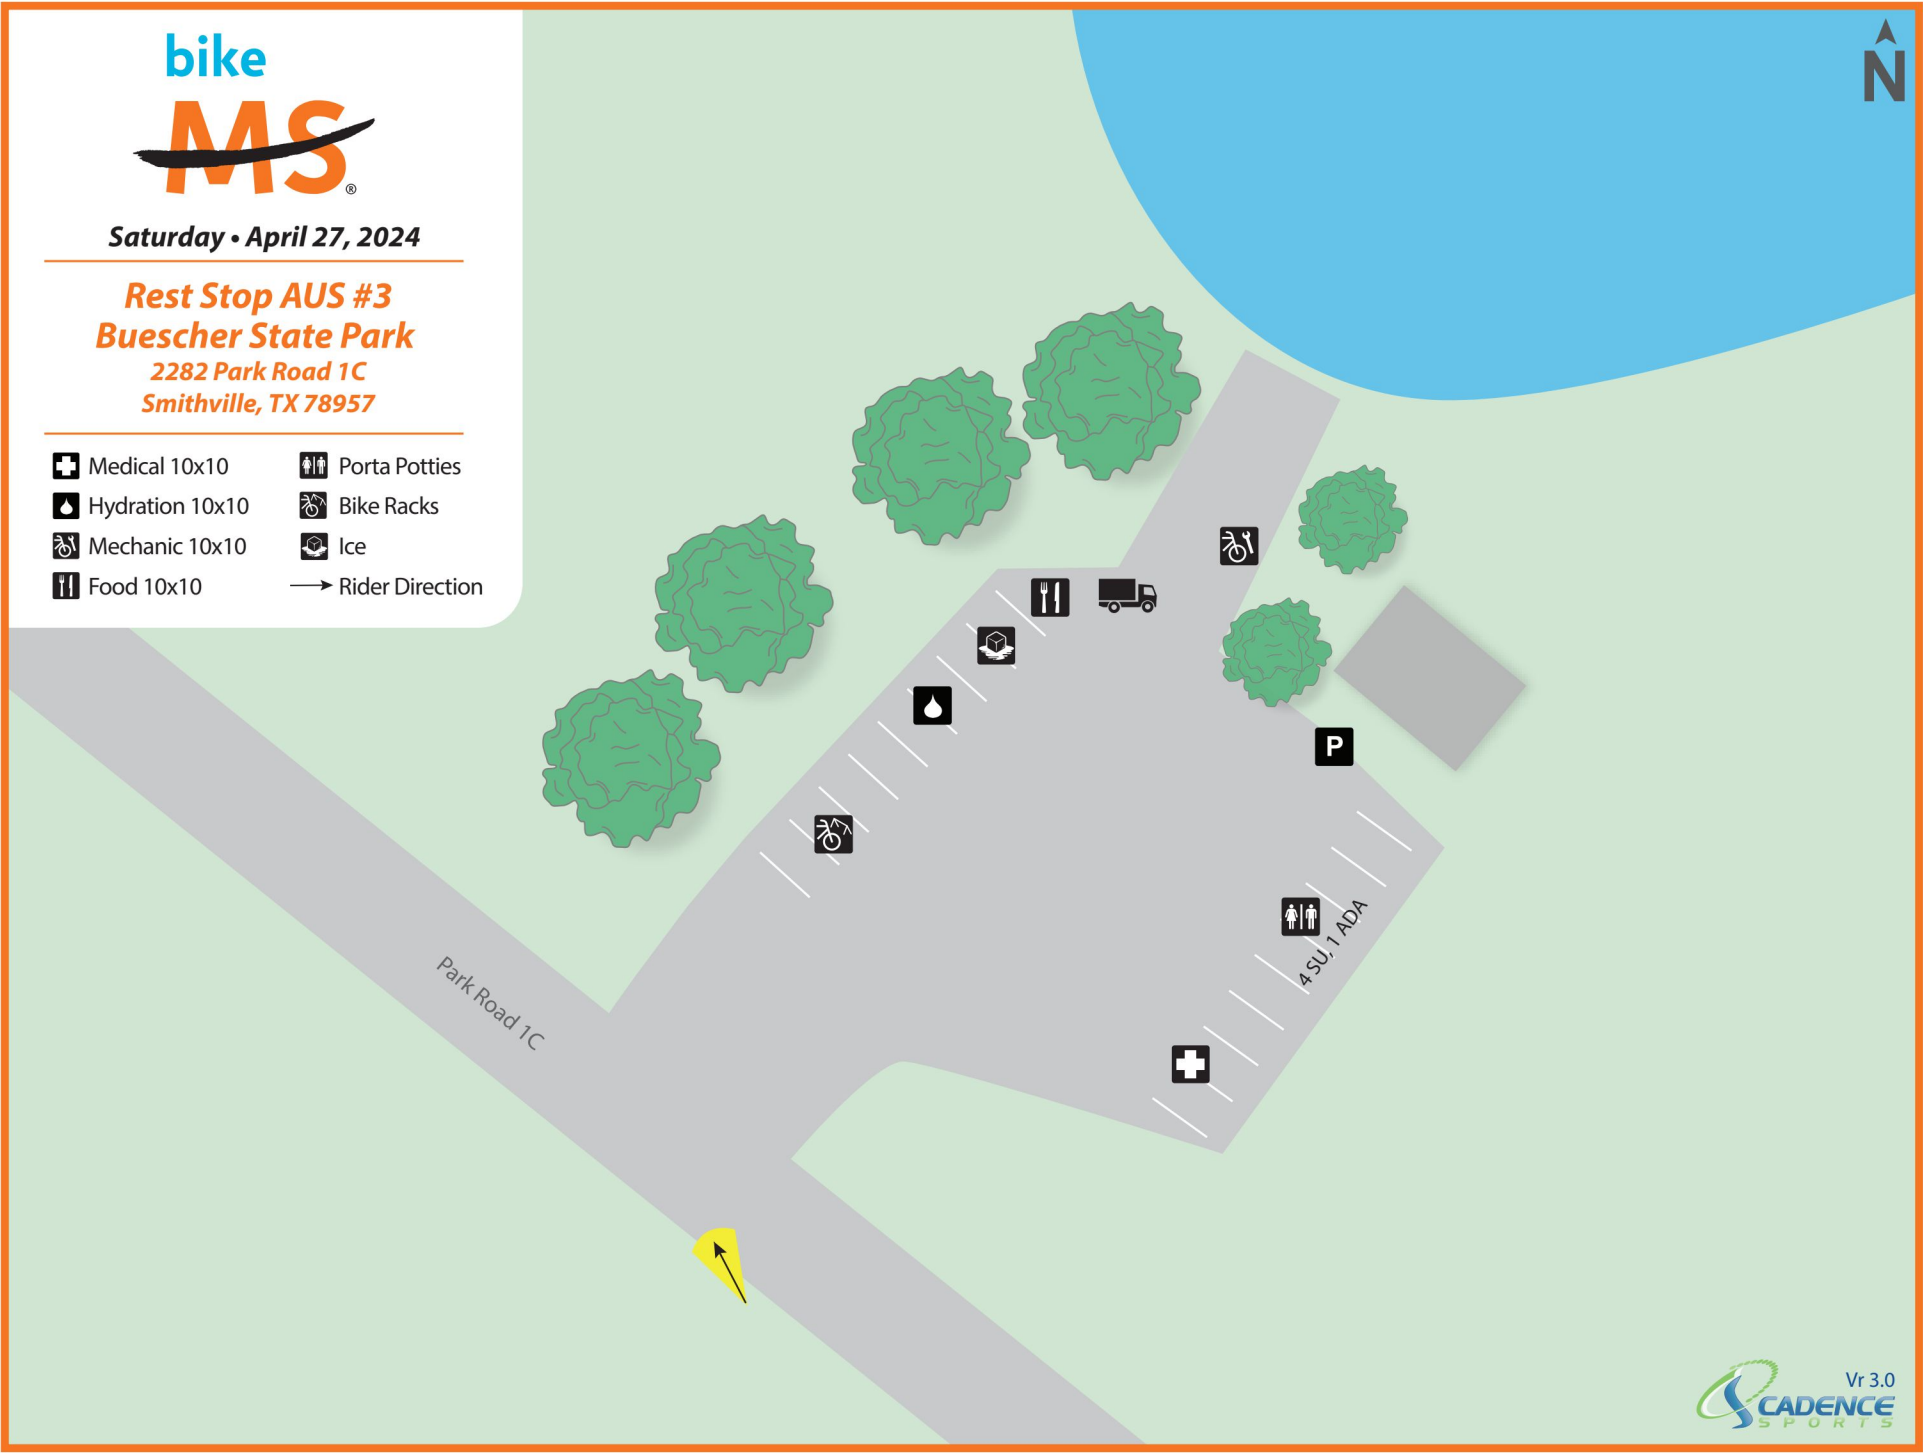 bike
MS®
Saturday • April 27, 2024
Rest Stop AUS #3
Buescher State Park
2282 Park Road 1C
Smithville, TX 78957
Medical 10x10
Hydration 10x10
Mechanic 10x10
Food 10x10
Porta Potties
Bike Racks
Ice
Rider Direction
N
P
4 SU, 1 ADA
Park Road 1C
Vr 3.0
CADENCE
SPORTS